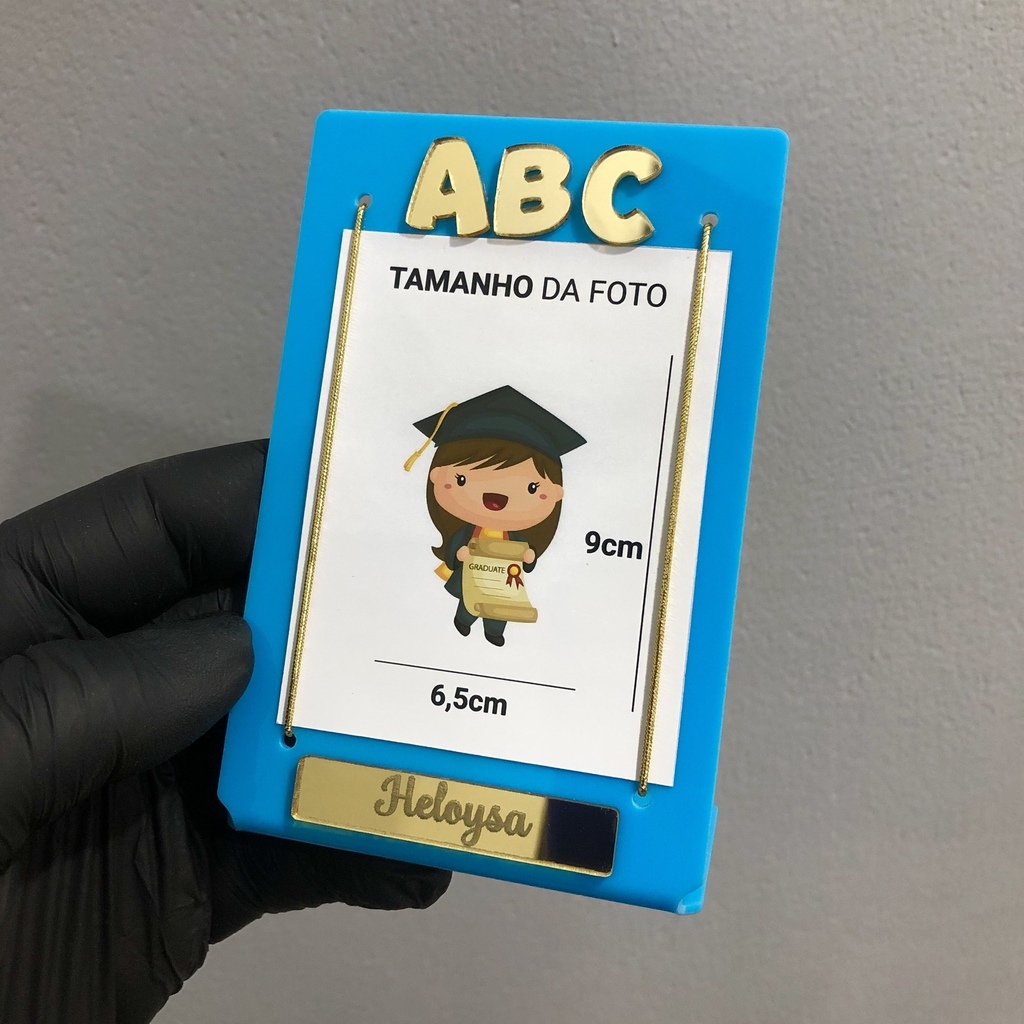 ABC
TAMANHO DA FOTO
GRADUATE
9cm
6,5cm
Heloysa